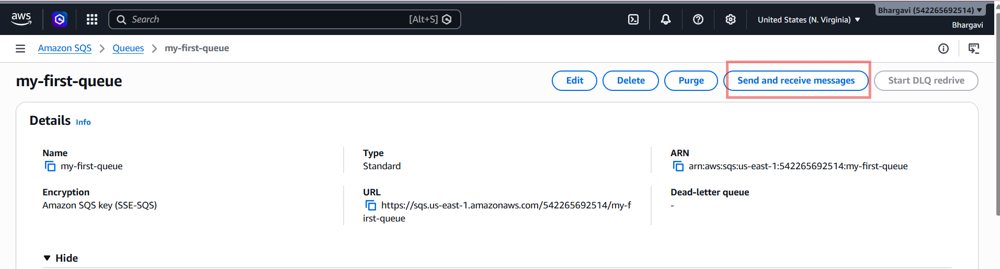 aws
Search
[Alt+S]
United States (N. Virginia)
Bhargavi (542265692514)
Bhargavi
Amazon SQS
Queues
my-first-queue
my-first-queue
Edit
Delete
Purge
Send and receive messages
Start DLQ redrive
Details Info
Name
my-first-queue
Type
Standard
ARN
arn:aws:sqs:us-east-1:542265692514:my-first-queue
Encryption
Amazon SQS key (SSE-SQS)
URL
https://sqs.us-east-1.amazonaws.com/542265692514/my-f
irst-queue
Dead-letter queue
-
Hide